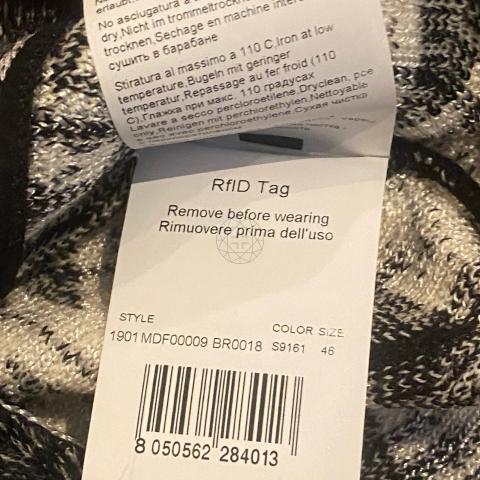 No asciugatura a
dry,Nicht im trommeltrock
trocknen,Sechage en machine inter
сушить в барабане
Stiratura al massimo a 110 C,Iron at low
temperature,Bugeln mit geringer
temperatur,Repassage au fer froid (110
C),Глажка при макс. 110 градусах
Lavare a secco percloroetilene,Dryclean, pce
only,Reinigen mit perchlorethylen,Nettoyable
RfID Tag
Remove before wearing
Rimuovere prima dell'uso
STYLE COLOR SIZE
1901 MDF00009 BR0018 S9161 46
8 050562 284013